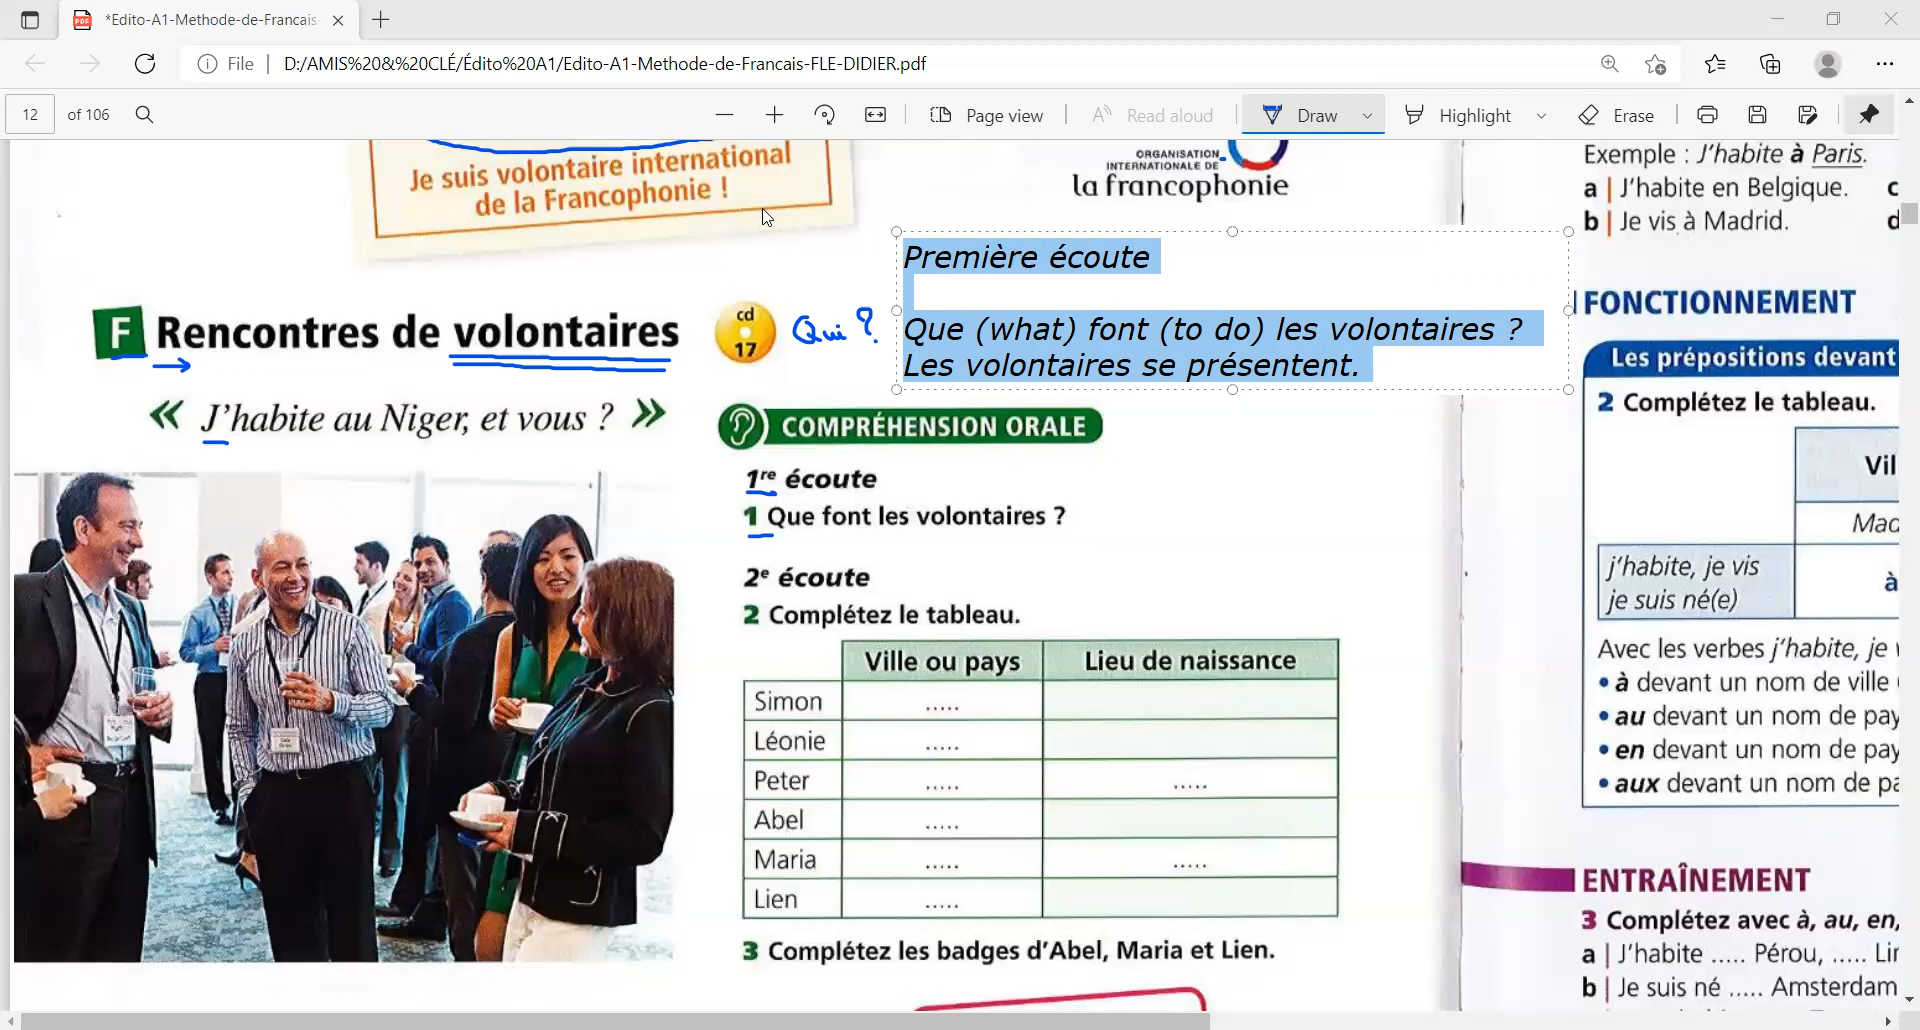 *Edito-A1-Methode-de-Francais-
File
D:/AMIS%20&%20CLÉ/Édito%20A1/Edito-A1-Methode-de-Francais-FLE-DIDIER.pdf
12 of 106
Page view
Read aloud
Draw
Highlight
Erase
Je suis volontaire international
de la Francophonie !
ORGANISATION
INTERNATIONALE DE
la francophonie
Première écoute
Que (what) font (to do) les volontaires ?
Les volontaires se présentent.
F Rencontres de volontaires
cd
17
Qui ?
« J'habite au Niger, et vous ? »
COMPRÉHENSION ORALE
1re écoute
1 Que font les volontaires ?
2e écoute
2 Complétez le tableau.
Ville ou pays Lieu de naissance
Simon .....
Léonie .....
Peter ..... .....
Abel .....
Maria ..... .....
Lien .....
3 Complétez les badges d'Abel, Maria et Lien.
Exemple : J'habite à Paris.
a | J'habite en Belgique. c
b | Je vis à Madrid. d
FONCTIONNEMENT
Les prépositions devant
2 Complétez le tableau.
Vil
Mad
j'habite, je vis
je suis né(e)
à
Avec les verbes j'habite, je
• à devant un nom de ville
• au devant un nom de pay
• en devant un nom de pay
• aux devant un nom de pa
ENTRAÎNEMENT
3 Complétez avec à, au, en,
a | J'habite ..... Pérou, ..... Lir
b | Je suis né ..... Amsterdam